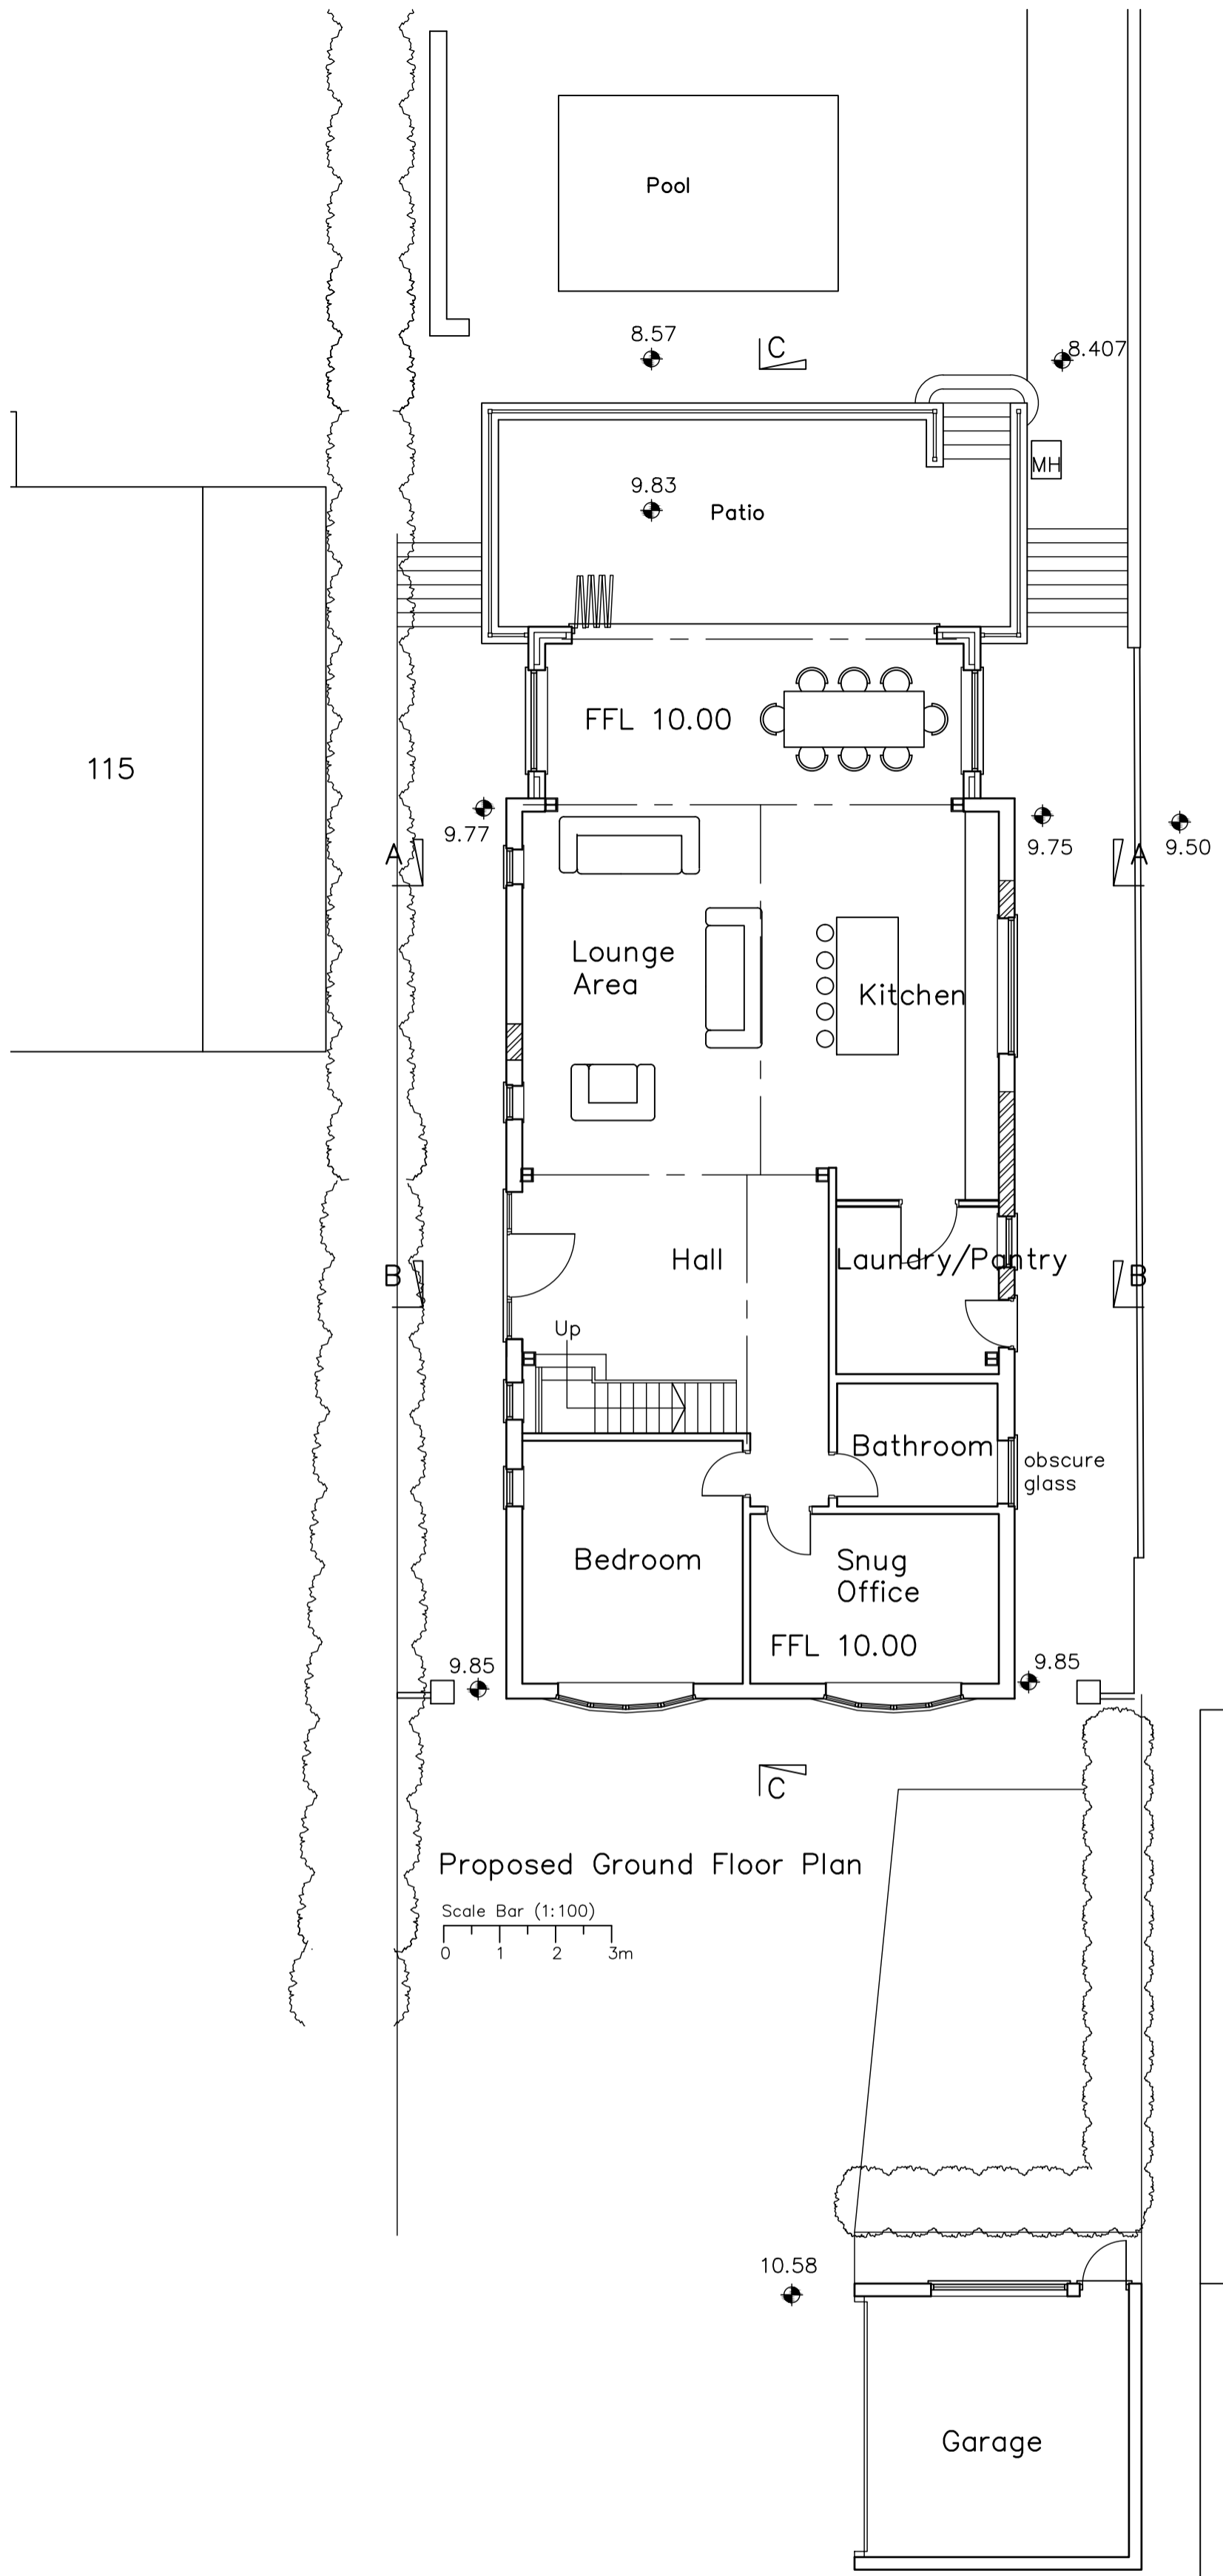 Pool
8.57
C
8.407
MH
9.83
Patio
FFL 10.00
115
9.77
9.75
9.50
A
A
Lounge
Area
Kitchen
Hall
Laundry/Pantry
B
B
Up
Bathroom
obscure
glass
Bedroom
Snug
Office
FFL 10.00
9.85
9.85
C
Proposed Ground Floor Plan
Scale Bar (1:100)
0 1 2 3m
10.58
Garage